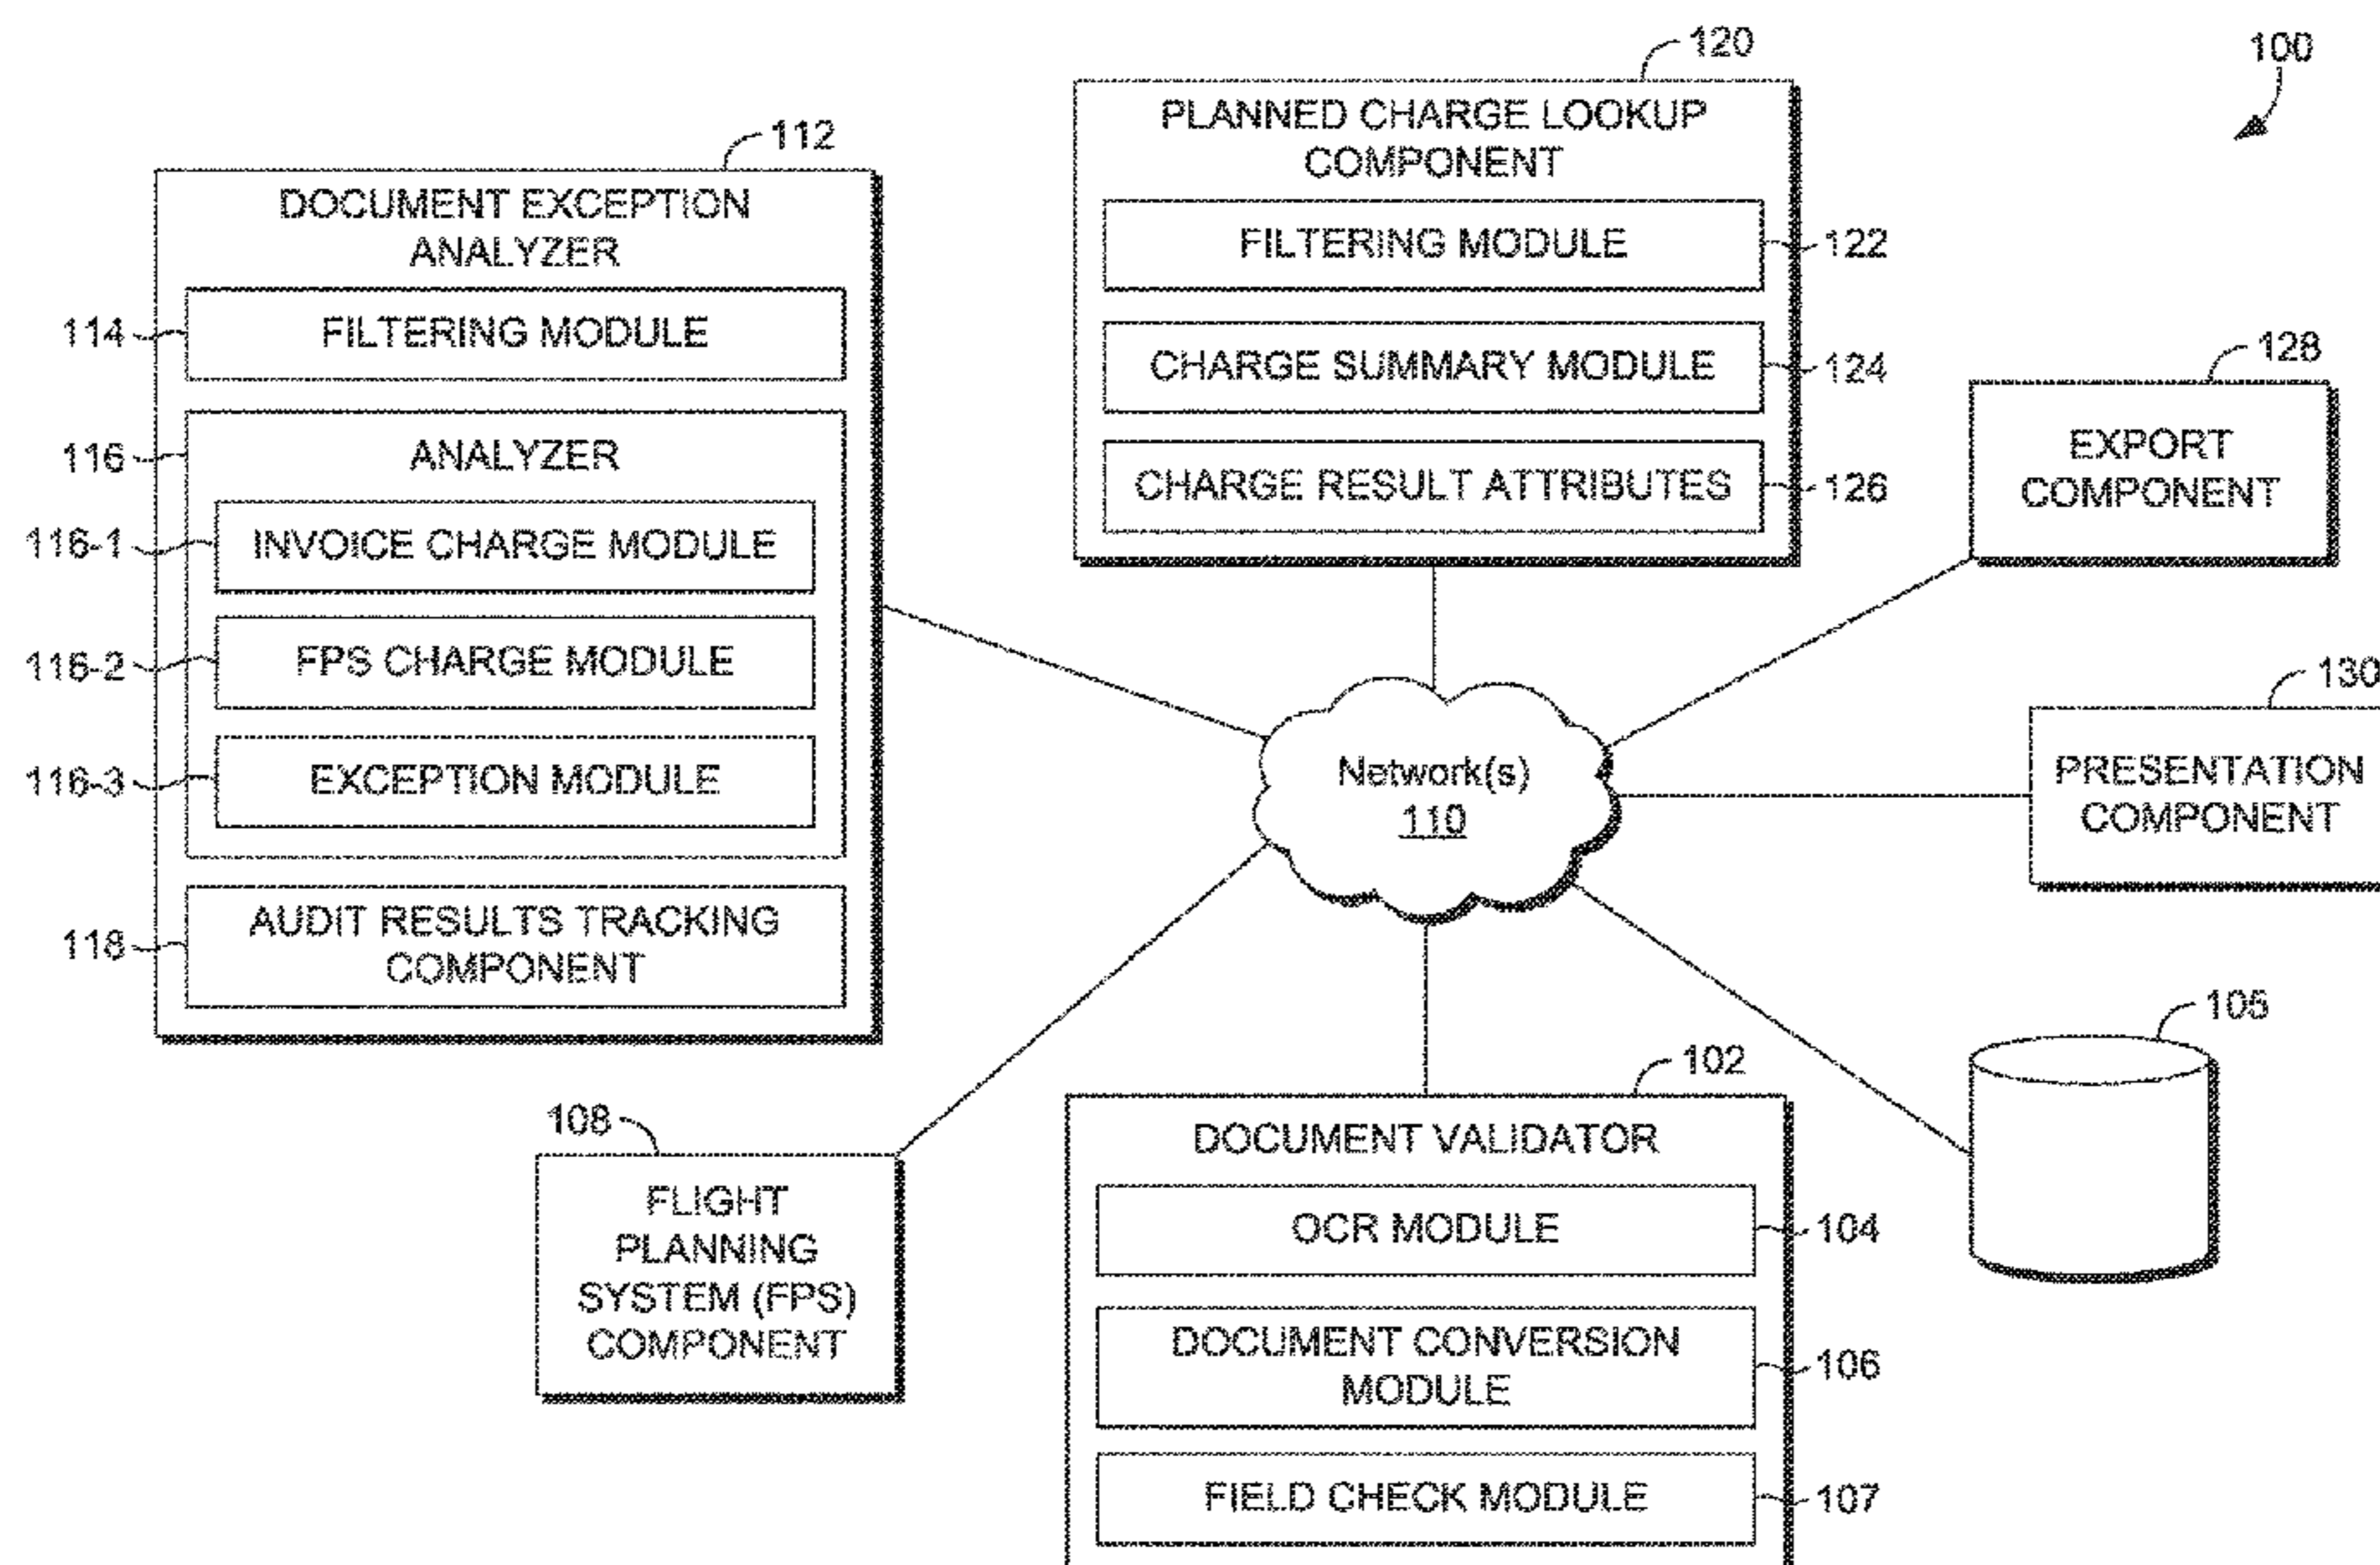 100
120
PLANNED CHARGE LOOKUP
COMPONENT
FILTERING MODULE
122
CHARGE SUMMARY MODULE
124
CHARGE RESULT ATTRIBUTES
126
112
DOCUMENT EXCEPTION
ANALYZER
114
FILTERING MODULE
116
ANALYZER
116-1
INVOICE CHARGE MODULE
116-2
FPS CHARGE MODULE
116-3
EXCEPTION MODULE
118
AUDIT RESULTS TRACKING
COMPONENT
128
EXPORT
COMPONENT
130
PRESENTATION
COMPONENT
Network(s)
110
105
108
FLIGHT
PLANNING
SYSTEM (FPS)
COMPONENT
102
DOCUMENT VALIDATOR
OCR MODULE
104
DOCUMENT CONVERSION
MODULE
106
FIELD CHECK MODULE
107